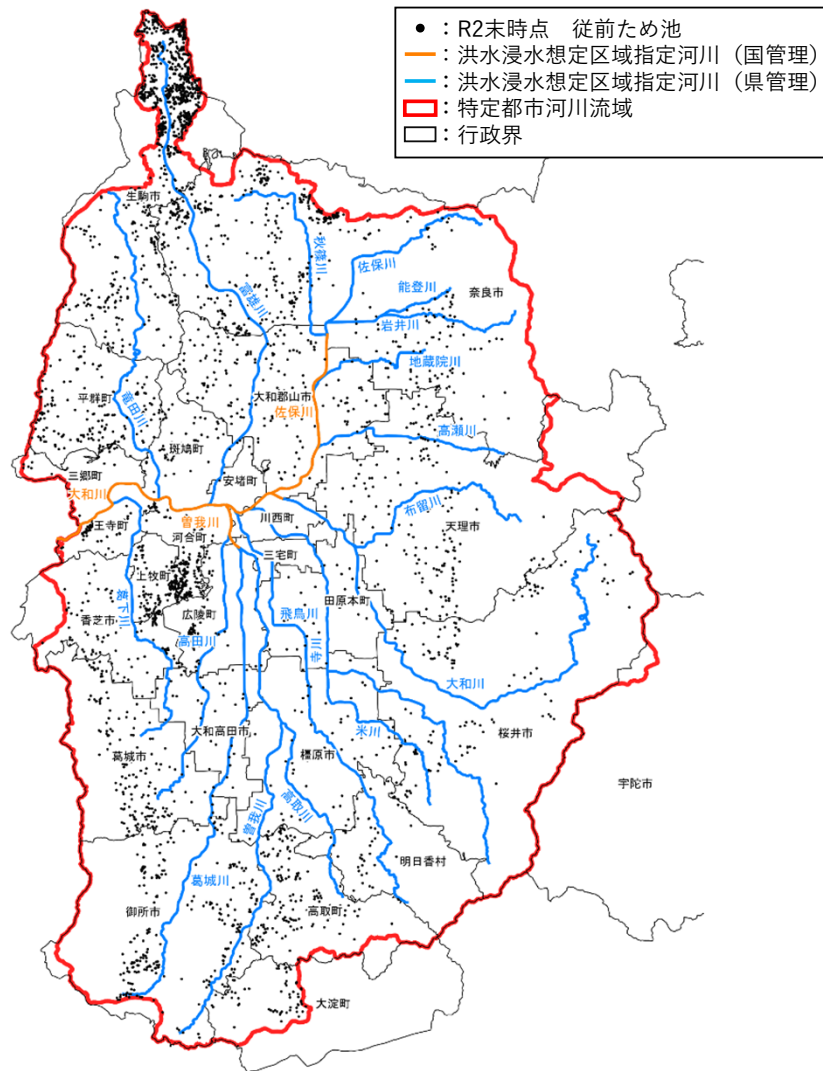 • ：R2末時点　従前ため池
：洪水浸水想定区域指定河川（国管理）
：洪水浸水想定区域指定河川（県管理）
：特定都市河川流域
：行政界
生駒市
秋篠川
佐保川
富雄川
能登川
奈良市
岩井川
地蔵院川
平群町
竜田川
大和郡山市
佐保川
高瀬川
斑鳩町
三郷町
安堵町
大和川
布留川
王寺町
曽我川
川西町
天理市
河合町
三宅町
上牧町
田原本町
香芝市
葛下川
広陵町
飛鳥川
高田川
寺川
大和川
大和高田市
米川
桜井市
葛城市
橿原市
宇陀市
曽我川
高取川
明日香村
葛城川
御所市
高取町
大淀町